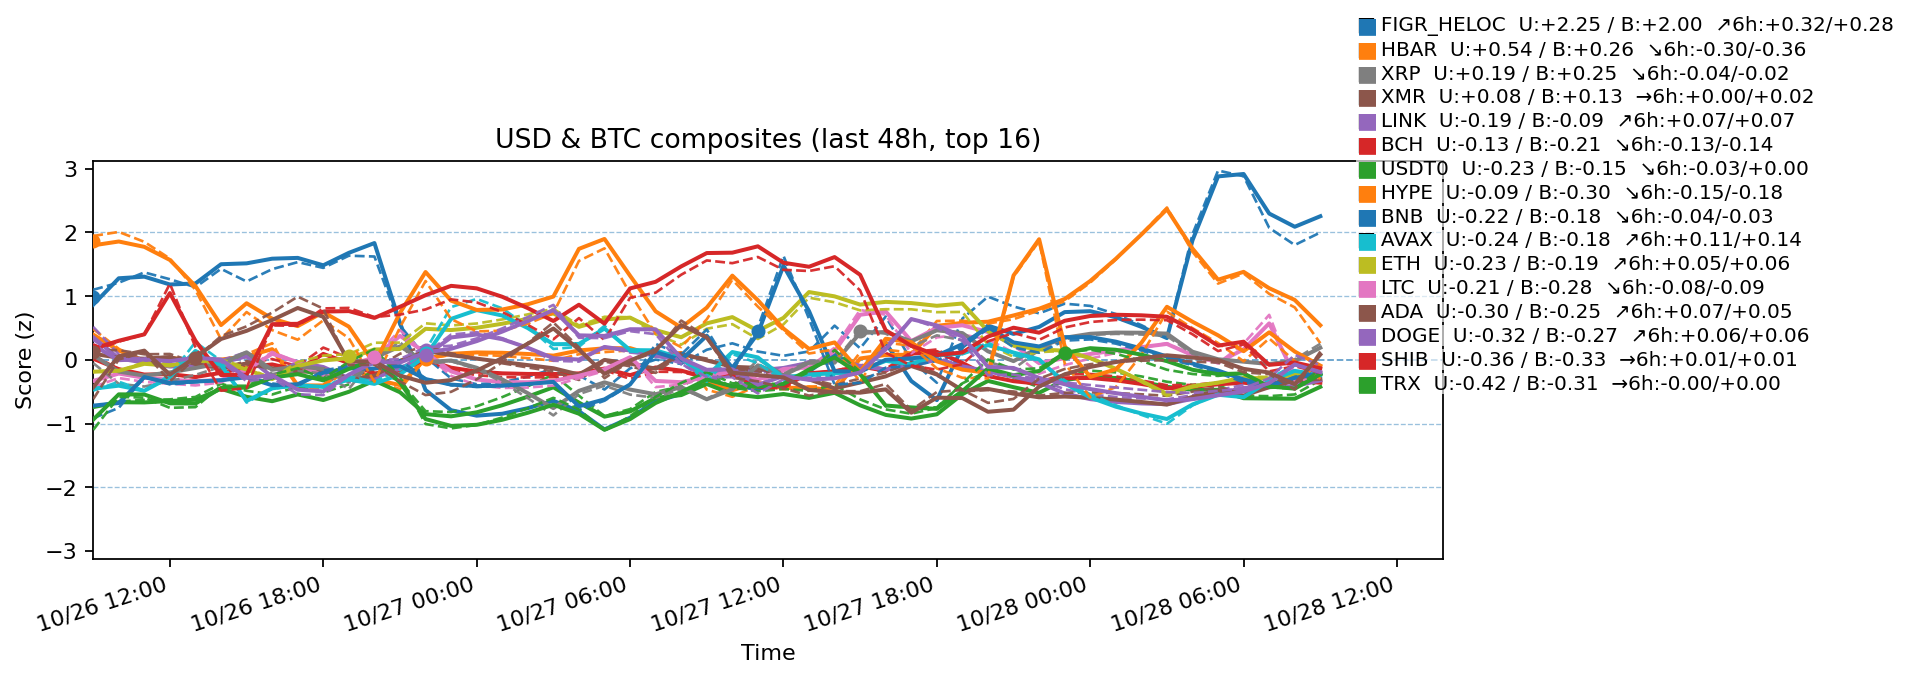 FIGR_HELOC  U:+2.25 / B:+2.00  ↗6h:+0.32/+0.28
HBAR  U:+0.54 / B:+0.26  ↘6h:-0.30/-0.36
XRP  U:+0.19 / B:+0.25  ↘6h:-0.04/-0.02
XMR  U:+0.08 / B:+0.13  →6h:+0.00/+0.02
LINK  U:-0.19 / B:-0.09  ↗6h:+0.07/+0.07
BCH  U:-0.13 / B:-0.21  ↘6h:-0.13/-0.14
USDT0  U:-0.23 / B:-0.15  ↘6h:-0.03/+0.00
HYPE  U:-0.09 / B:-0.30  ↘6h:-0.15/-0.18
BNB  U:-0.22 / B:-0.18  ↘6h:-0.04/-0.03
AVAX  U:-0.24 / B:-0.18  ↗6h:+0.11/+0.14
ETH  U:-0.23 / B:-0.19  ↗6h:+0.05/+0.06
LTC  U:-0.21 / B:-0.28  ↘6h:-0.08/-0.09
ADA  U:-0.30 / B:-0.25  ↗6h:+0.07/+0.05
DOGE  U:-0.32 / B:-0.27  ↗6h:+0.06/+0.06
SHIB  U:-0.36 / B:-0.33  →6h:+0.01/+0.01
TRX  U:-0.42 / B:-0.31  →6h:-0.00/+0.00
USD & BTC composites (last 48h, top 16)
Score (z)
3
2
1
0
−1
−2
−3
10/26 12:00
10/26 18:00
10/27 00:00
10/27 06:00
10/27 12:00
10/27 18:00
10/28 00:00
10/28 06:00
10/28 12:00
Time